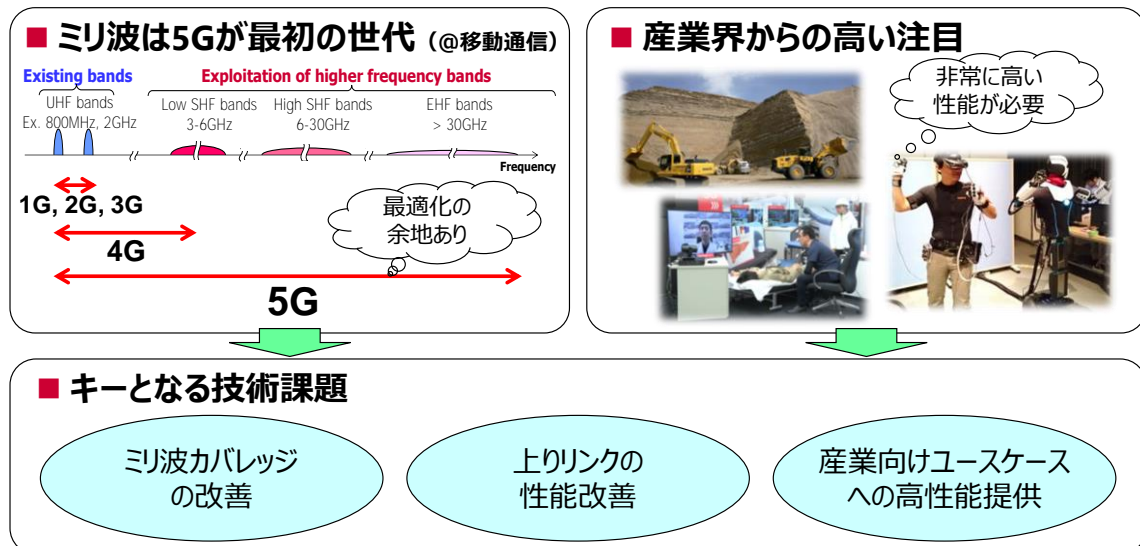 ■ ミリ波は5Gが最初の世代 (@移動通信)
Existing bands
Exploitation of higher frequency bands
UHF bands
Ex. 800MHz, 2GHz
Low SHF bands
3-6GHz
High SHF bands
6-30GHz
EHF bands
> 30GHz
Frequency
1G, 2G, 3G
4G
5G
最適化の
余地あり
■ 産業界からの高い注目
非常に高い
性能が必要
■ キーとなる技術課題
ミリ波カバレッジ
の改善
上りリンクの
性能改善
産業向けユースケース
への高性能提供